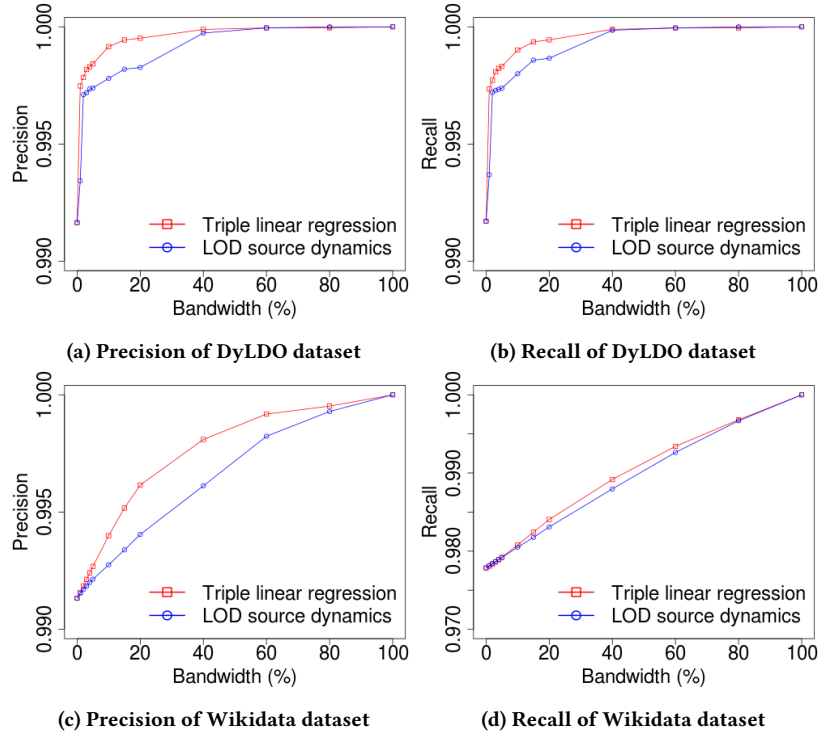 1.000
0.995
0.990
Precision
Triple linear regression
LOD source dynamics
0 20 40 60 80 100
Bandwidth (%)
(a) Precision of DyLDO dataset
1.000
0.995
0.990
Recall
Triple linear regression
LOD source dynamics
0 20 40 60 80 100
Bandwidth (%)
(b) Recall of DyLDO dataset
1.000
0.995
0.990
Precision
Triple linear regression
LOD source dynamics
0 20 40 60 80 100
Bandwidth (%)
(c) Precision of Wikidata dataset
1.000
0.990
0.980
0.970
Recall
Triple linear regression
LOD source dynamics
0 20 40 60 80 100
Bandwidth (%)
(d) Recall of Wikidata dataset